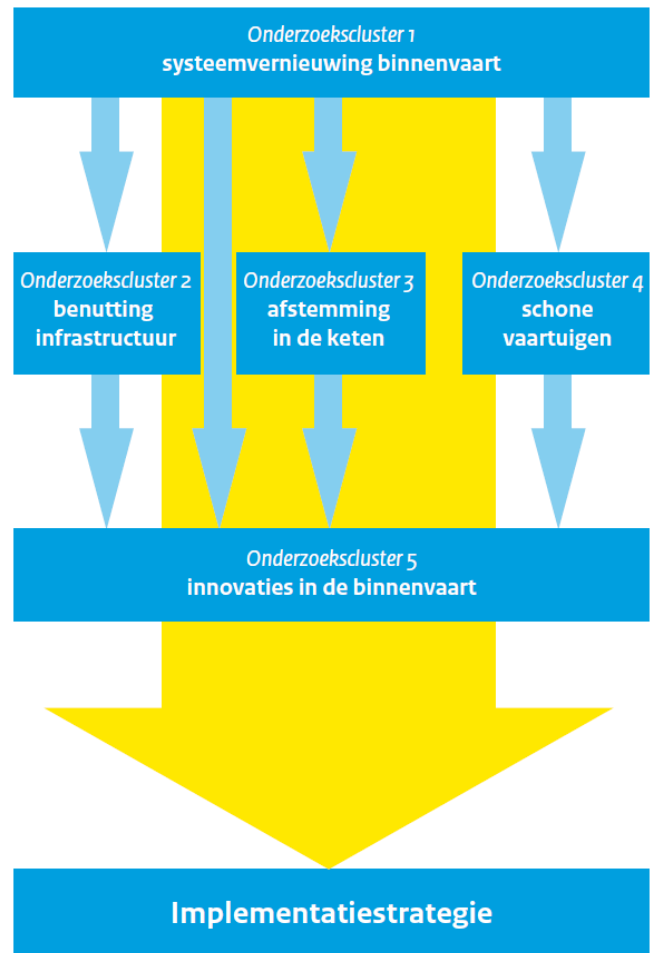 Onderzoekscluster 1
systeemvernieuwing binnenvaart
Onderzoekscluster 2
benutting
infrastructuur
Onderzoekscluster 3
afstemming
in de keten
Onderzoekscluster 4
schone
vaartuigen
Onderzoekscluster 5
innovaties in de binnenvaart
Implementatiestrategie